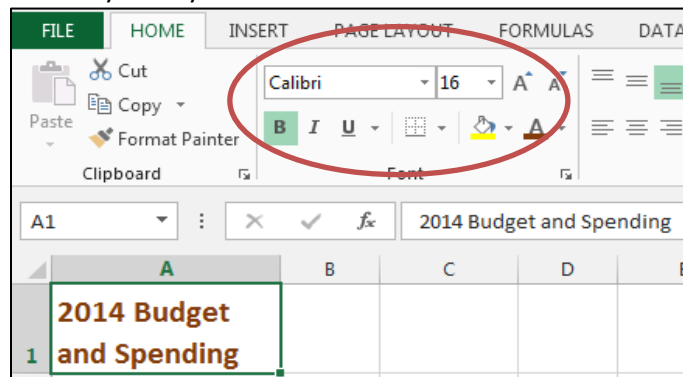 FILE HOME INSERT PAGE LAYOUT FORMULAS DATA
Cut
Copy
Paste
Format Painter
Clipboard
Calibri 16 A A
B I U A
Font
A1 fx 2014 Budget and Spending
A B C D
1 2014 Budget
and Spending